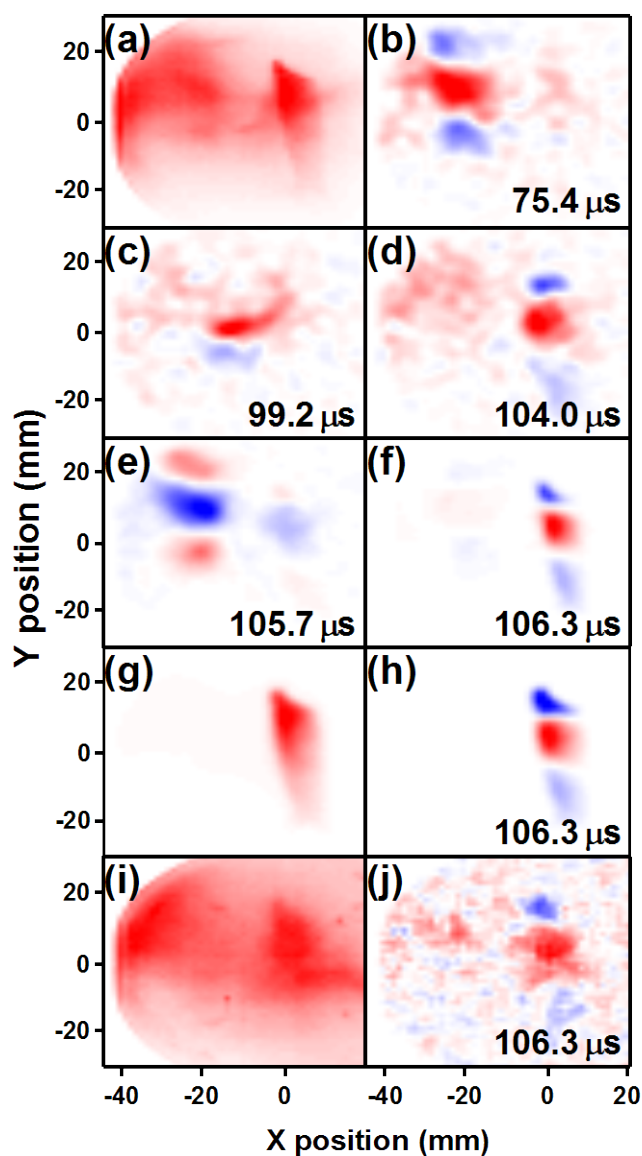 (a) (b)
20
0
-20
75.4 μs
(c) (d)
20
0
-20
99.2 μs 104.0 μs
(e) (f)
20
0
-20
105.7 μs 106.3 μs
(g) (h)
20
0
-20
106.3 μs
(i) (j)
20
0
-20
106.3 μs
-40 -20 0 -40 -20 0 20
X position (mm)
Y position (mm)